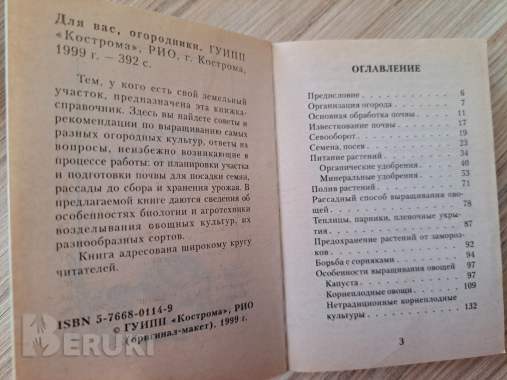 Для вас, огородники, ГУИПП
«Кострома», РИО, г. Кострома,
1999 г. — 392 с.
Тем, у кого есть свой земельный
участок, предназначена эта книжка-
справочник. Здесь вы найдете советы и
рекомендации по выращиванию самых
разных огородных культур, ответы на
вопросы, неизбежно возникающие в
процессе работы: от планировки участка
и подготовки почвы для посадки семян,
рассады до сбора и хранения урожая. В
предлагаемой книге даются сведения об
особенностях биологии и агротехники
возделывания овощных культур, их
разнообразных сортов.
Книга адресована широкому кругу
читателей.
ISBN 5-7668-0114-9
© ГУИПП «Кострома», РИО
(оригинал-макет). 1999 г.
ОГЛАВЛЕНИЕ
Предисловие 6
Организация огорода 7
Основная обработка почвы 11
Известкование почвы 17
Севооборот 19
Семена, посев 23
Питание растений 34
Органические удобрения 40
Минеральные удобрения 53
Полив растений 71
Рассадный способ выращивания ово-
щей 78
Теплицы, парники, пленочные укры-
тия 87
Предохранение растений от замороз-
ков 92
Борьба с сорняками 94
Особенности выращивания овощей 97
Капуста 97
Корнеплодные овощи 109
Нетрадиционные корнеплодные
культуры 132
3
BERUKI